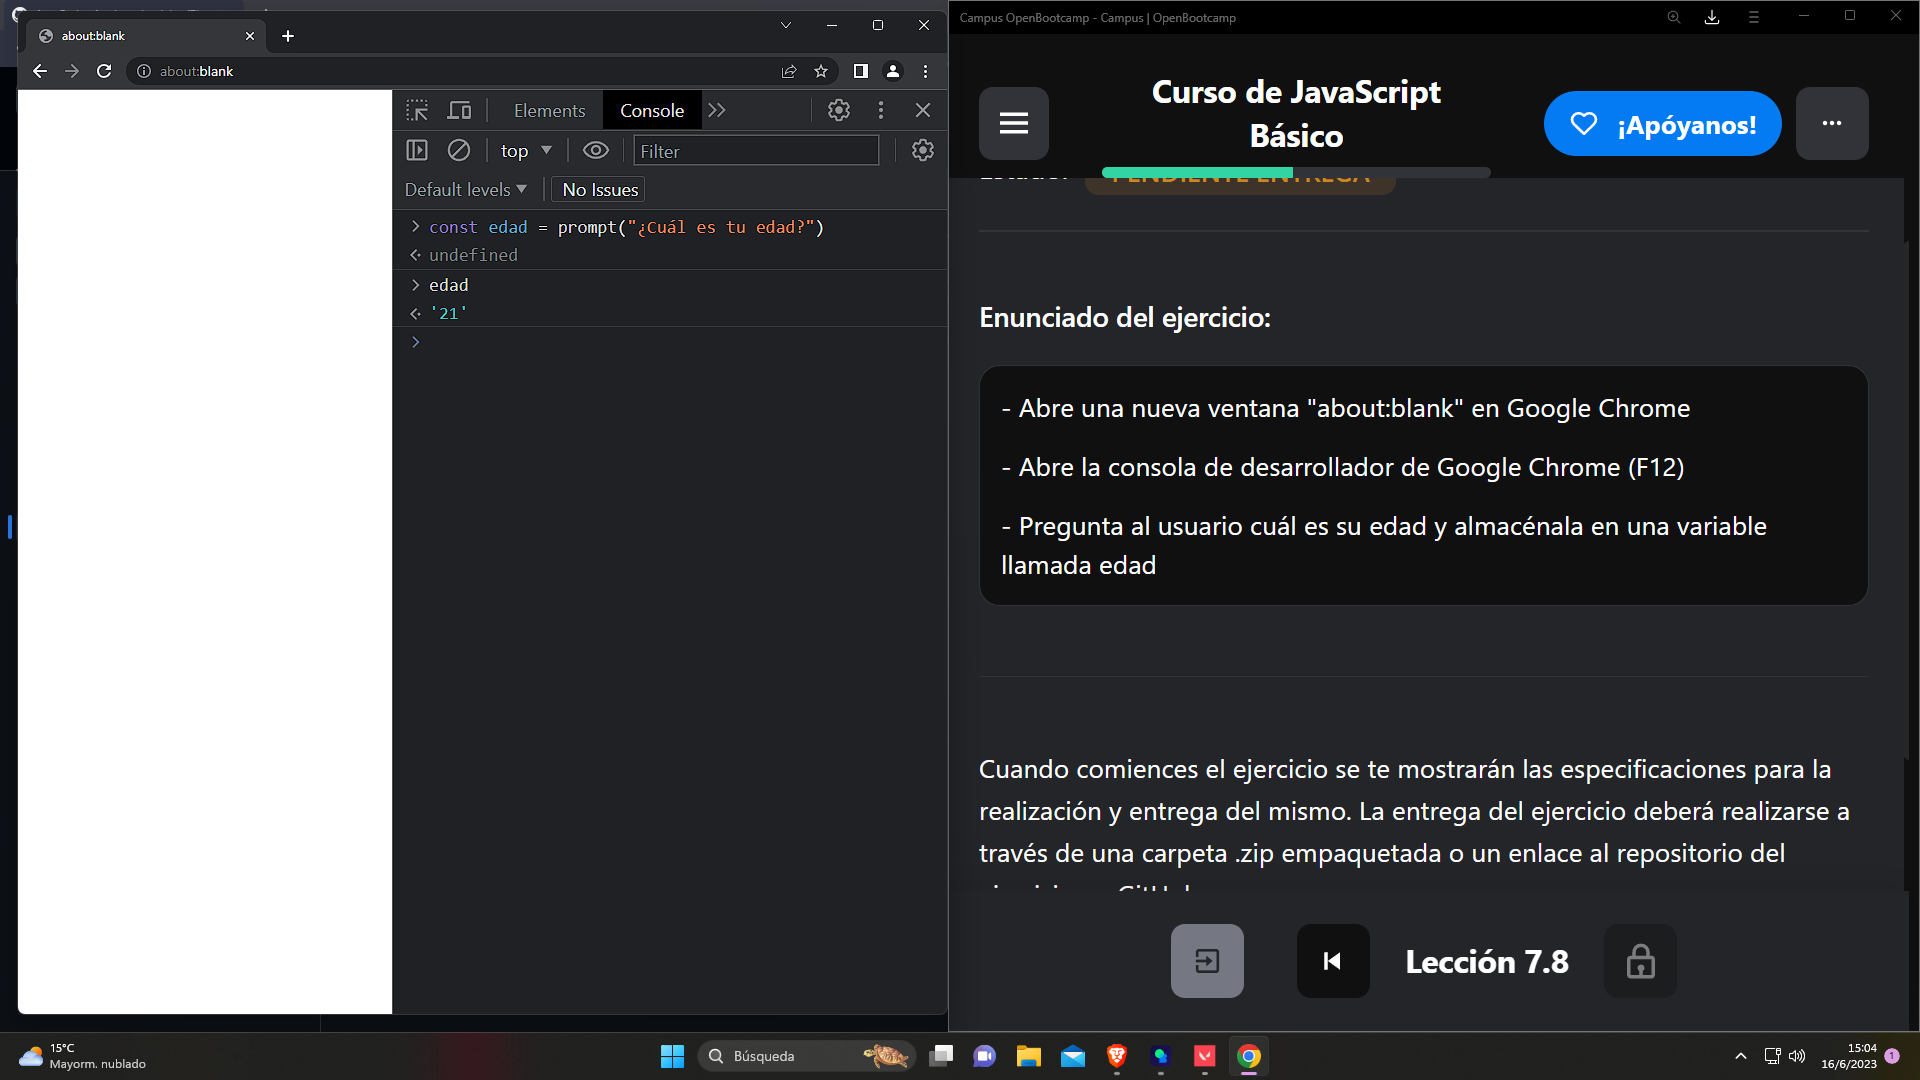 about:blank
about:blank
Elements
Console
top
Filter
Default levels
No Issues
const edad = prompt("¿Cuál es tu edad?")
undefined
edad
'21'
Campus OpenBootcamp - Campus | OpenBootcamp
Curso de JavaScript
Básico
¡Apóyanos!
PENDIENTE ENTREGA
Enunciado del ejercicio:
- Abre una nueva ventana "about:blank" en Google Chrome
- Abre la consola de desarrollador de Google Chrome (F12)
- Pregunta al usuario cuál es su edad y almacénala en una variable
llamada edad
Cuando comiences el ejercicio se te mostrarán las especificaciones para la
realización y entrega del mismo. La entrega del ejercicio deberá realizarse a
través de una carpeta .zip empaquetada o un enlace al repositorio del
Lección 7.8
15°C
Mayorm. nublado
Búsqueda
15:04
16/6/2023
1